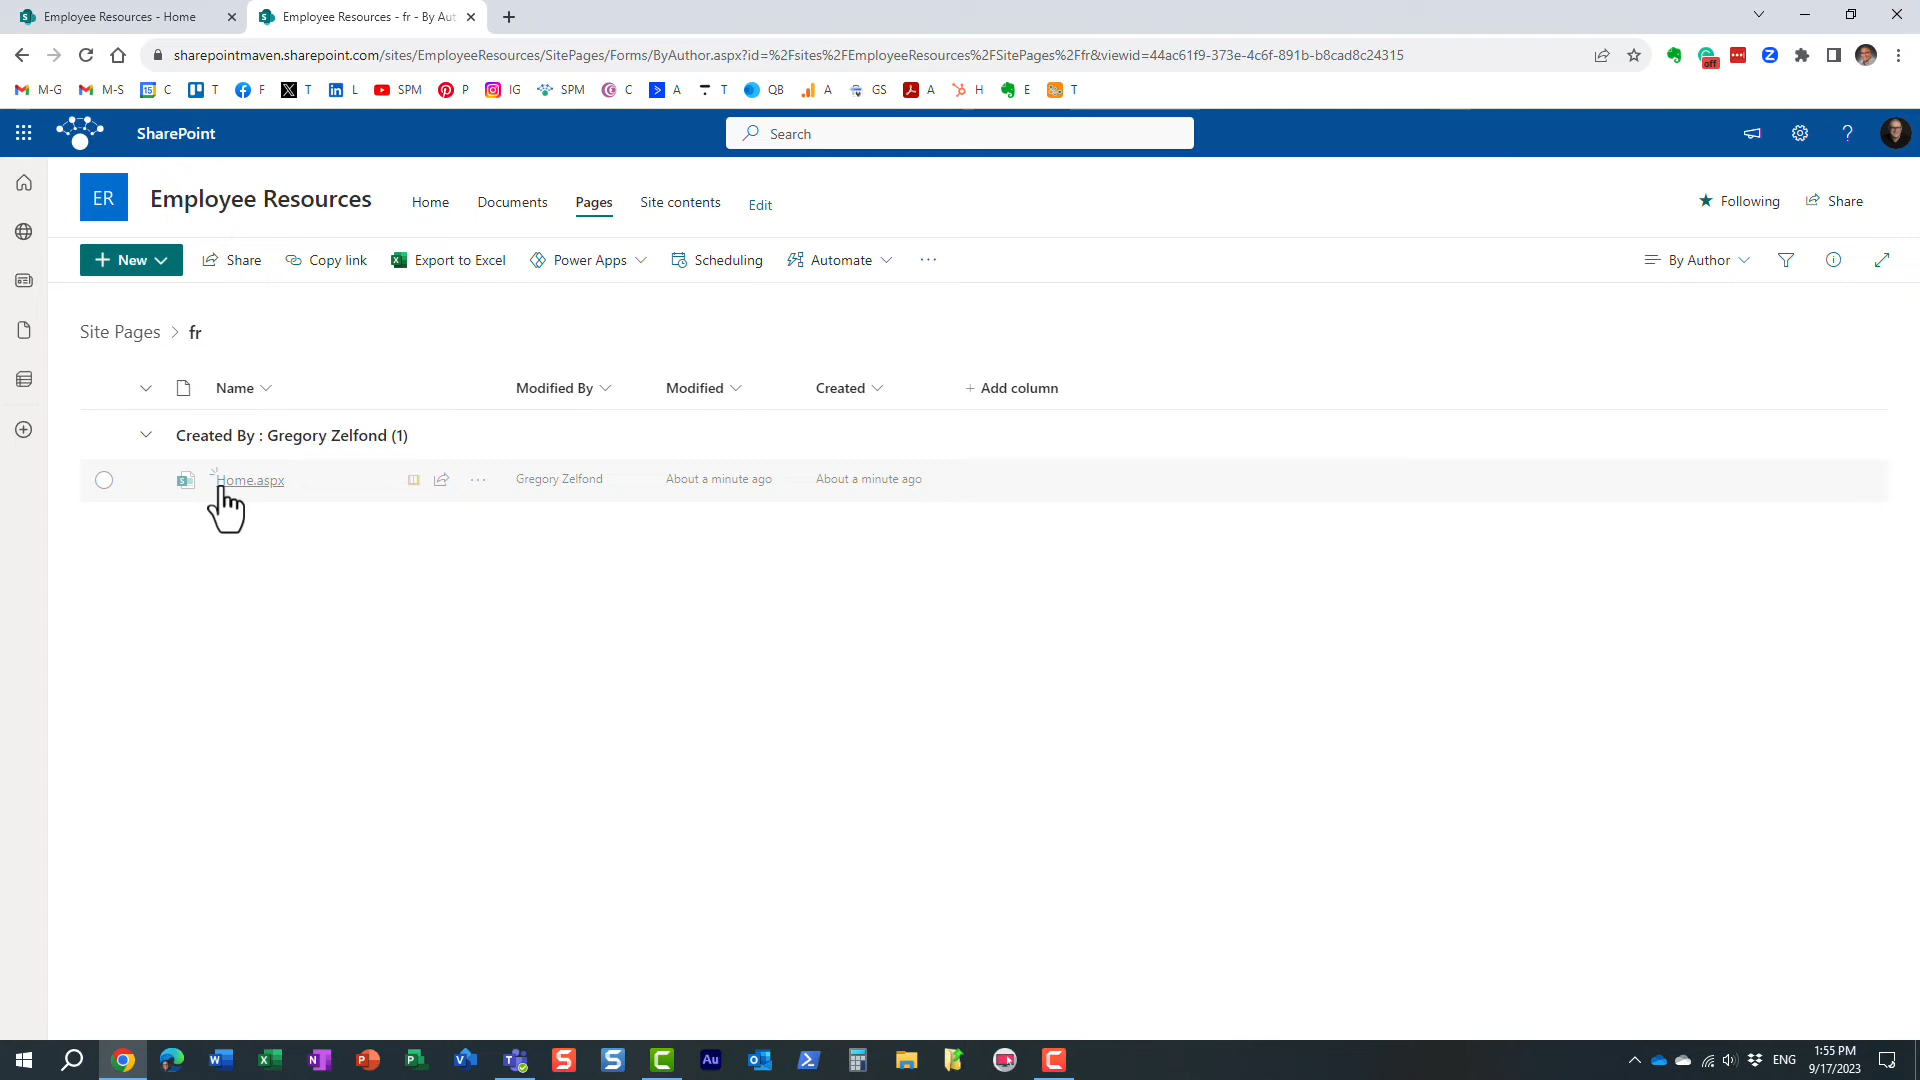 Employee Resources - Home
Employee Resources - fr - By Aut
sharepointmaven.sharepoint.com/sites/EmployeeResources/SitePages/Forms/ByAuthor.aspx?id=%2Fsites%2FEmployeeResources%2FSitePages%2Ffr&viewid=44ac61f9-373e-4c6f-891b-b8cad8c24315
off
M-G M-S 15 C T F T L SPM P IG SPM C A T QB A GS A H E T
SharePoint
Search
ER
Employee Resources
Home Documents Pages Site contents Edit
Following Share
New Share Copy link Export to Excel Power Apps Scheduling Automate ...
By Author
Site Pages > fr
Name Modified By Modified Created + Add column
Created By : Gregory Zelfond (1)
Home.aspx ... Gregory Zelfond About a minute ago About a minute ago
ENG
1:55 PM
9/17/2023